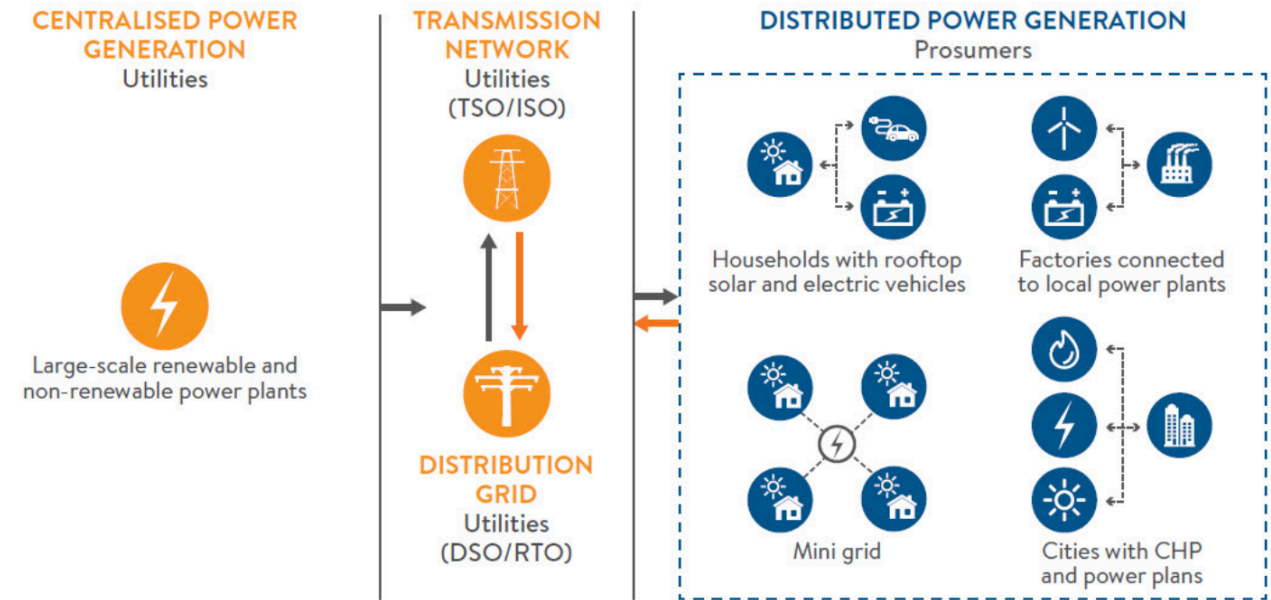 CENTRALISED POWER
GENERATION
Utilities
Large-scale renewable and
non-renewable power plants
TRANSMISSION
NETWORK
Utilities
(TSO/ISO)
DISTRIBUTION
GRID
Utilities
(DSO/RTO)
DISTRIBUTED POWER GENERATION
Prosumers
Households with rooftop
solar and electric vehicles
Factories connected
to local power plants
Mini grid
Cities with CHP
and power plans